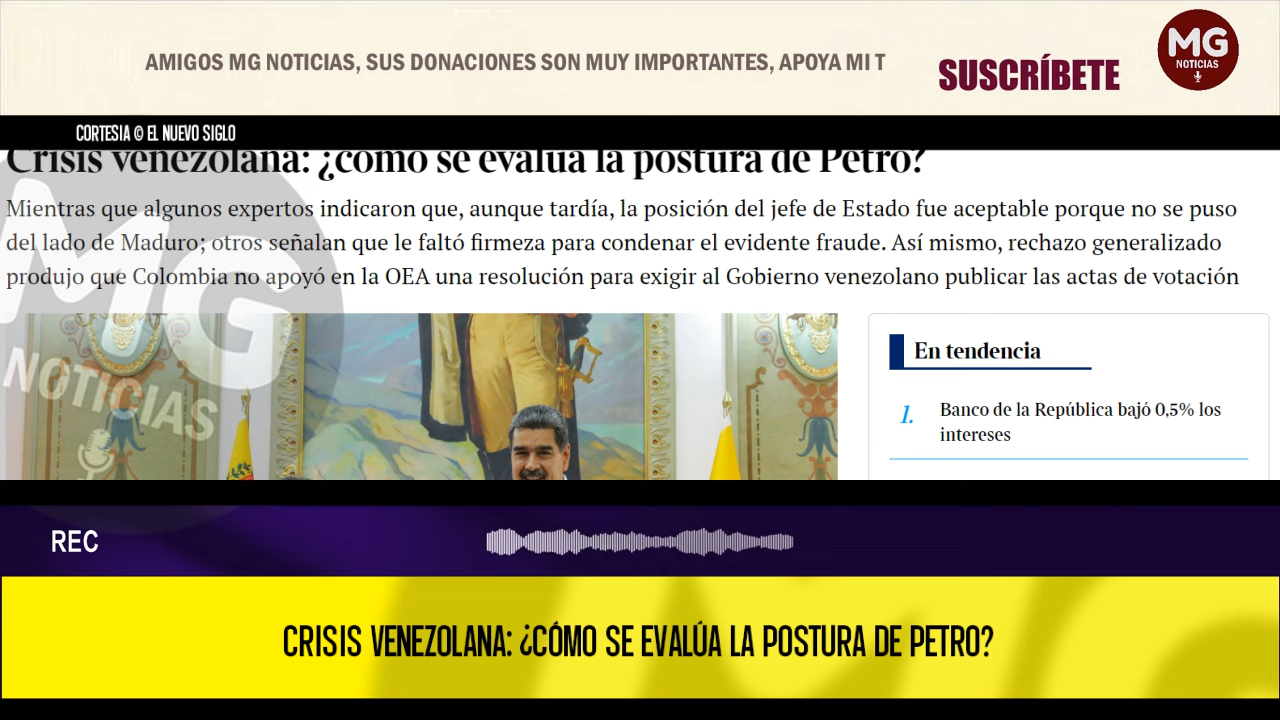 AMIGOS MG NOTICIAS, SUS DONACIONES SON MUY IMPORTANTES, APOYA MI T
SUSCRÍBETE
MG
NOTICIAS
CORTESIA © EL NUEVO SIGLO
Crisis venezolana: ¿cómo se evalúa la postura de Petro?
Mientras que algunos expertos indicaron que, aunque tardía, la posición del jefe de Estado fue aceptable porque no se puso
del lado de Maduro; otros señalan que le faltó firmeza para condenar el evidente fraude. Así mismo, rechazo generalizado
produjo que Colombia no apoyó en la OEA una resolución para exigir al Gobierno venezolano publicar las actas de votación
MG
NOTICIAS
En tendencia
1. Banco de la República bajó 0,5% los
intereses
REC
CRISIS VENEZOLANA: ¿CÓMO SE EVALÚA LA POSTURA DE PETRO?